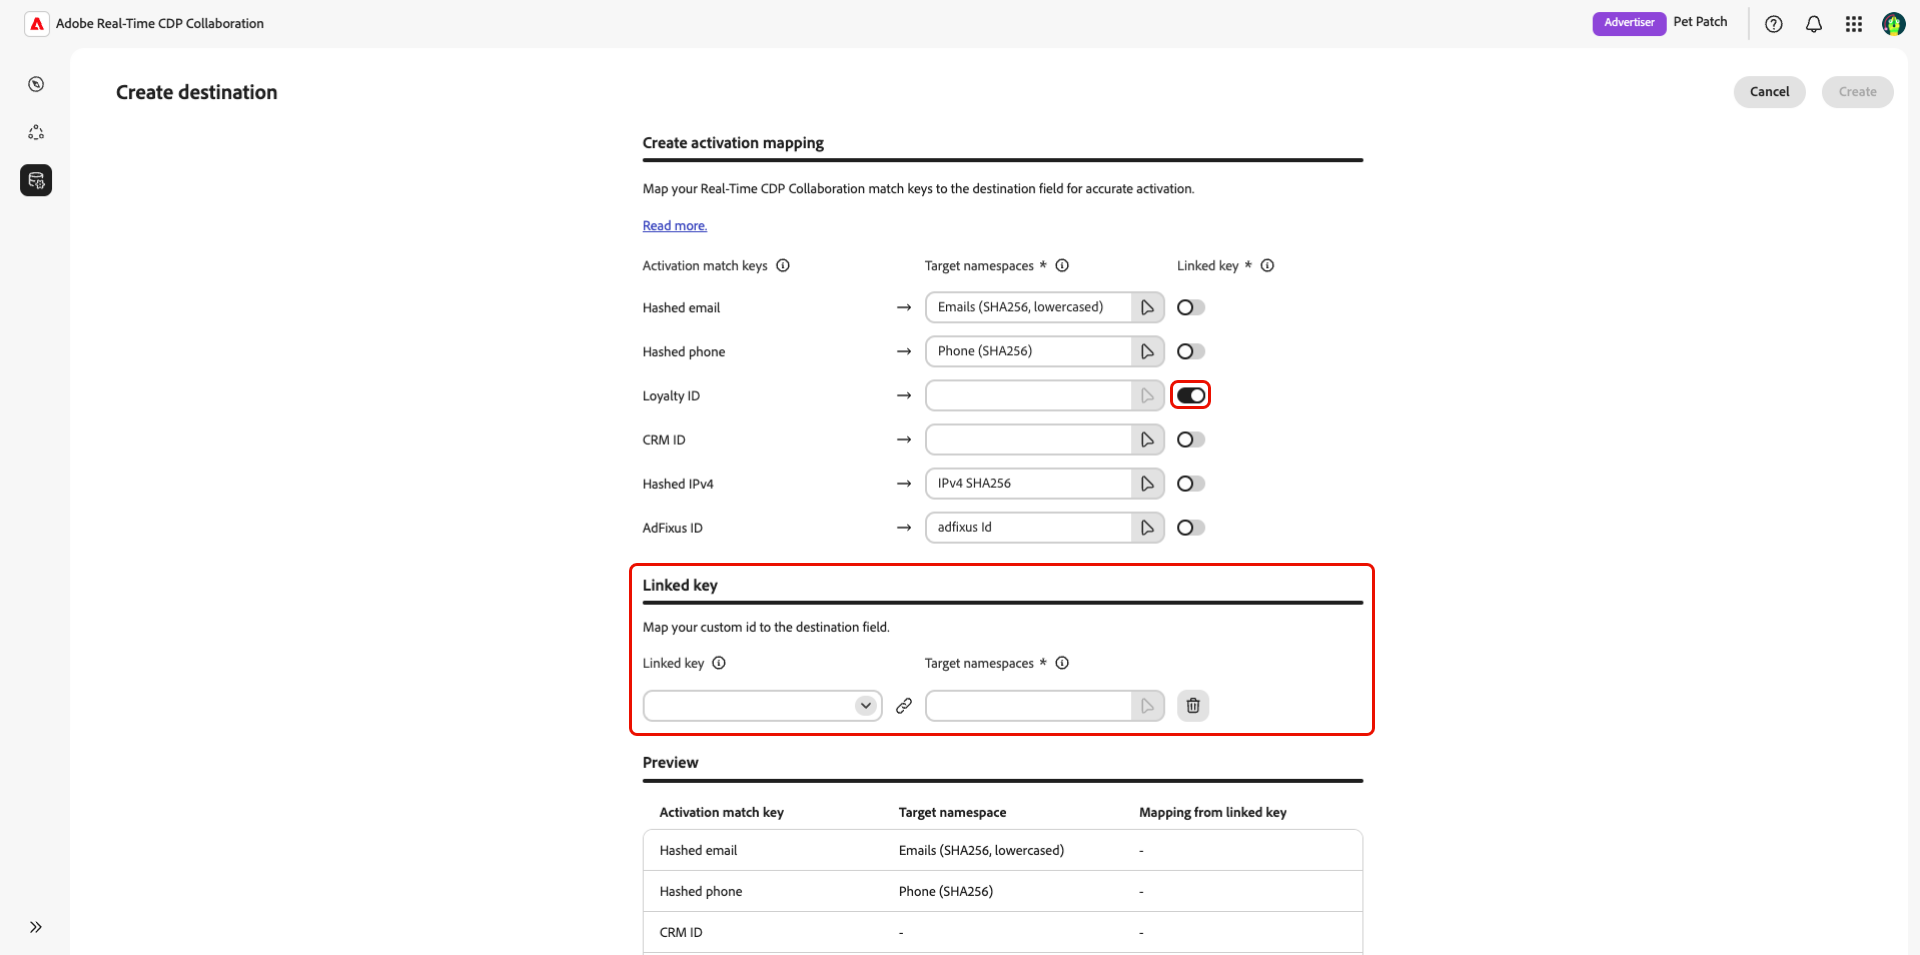 Adobe Real-Time CDP Collaboration
Advertiser
Pet Patch
Create destination
Cancel
Create
Create activation mapping
Map your Real-Time CDP Collaboration match keys to the destination field for accurate activation.
Read more.
Activation match keys
Target namespaces *
Linked key *
Hashed email
Emails (SHA256, lowercased)
Hashed phone
Phone (SHA256)
Loyalty ID
CRM ID
Hashed IPv4
IPv4 SHA256
AdFixus ID
adfixus Id
Linked key
Map your custom id to the destination field.
Linked key
Target namespaces *
Preview
Activation match key
Target namespace
Mapping from linked key
Hashed email
Emails (SHA256, lowercased)
-
Hashed phone
Phone (SHA256)
-
CRM ID
-
-